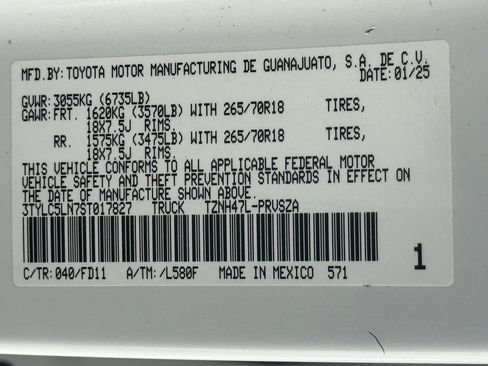 MFD.BY:TOYOTA MOTOR MANUFACTURING DE GUANAJUATO, S.A. DE C.V.
DATE:01/25
GVWR:3055KG (6735LB)
GAWR:FRT. 1620KG (3570LB) WITH 265/70R18 TIRES,
18X7.5J RIMS.
RR. 1575KG (3475LB) WITH 265/70R18 TIRES,
18X7.5J RIMS.
THIS VEHICLE CONFORMS TO ALL APPLICABLE FEDERAL MOTOR
VEHICLE SAFETY AND THEFT PREVENTION STANDARDS IN EFFECT ON
THE DATE OF MANUFACTURE SHOWN ABOVE.
3TYLC5LN7ST017827 TRUCK TZNH47L-PRVSZA
C/TR:040/FD11 A/TM:/L580F MADE IN MEXICO 571 1